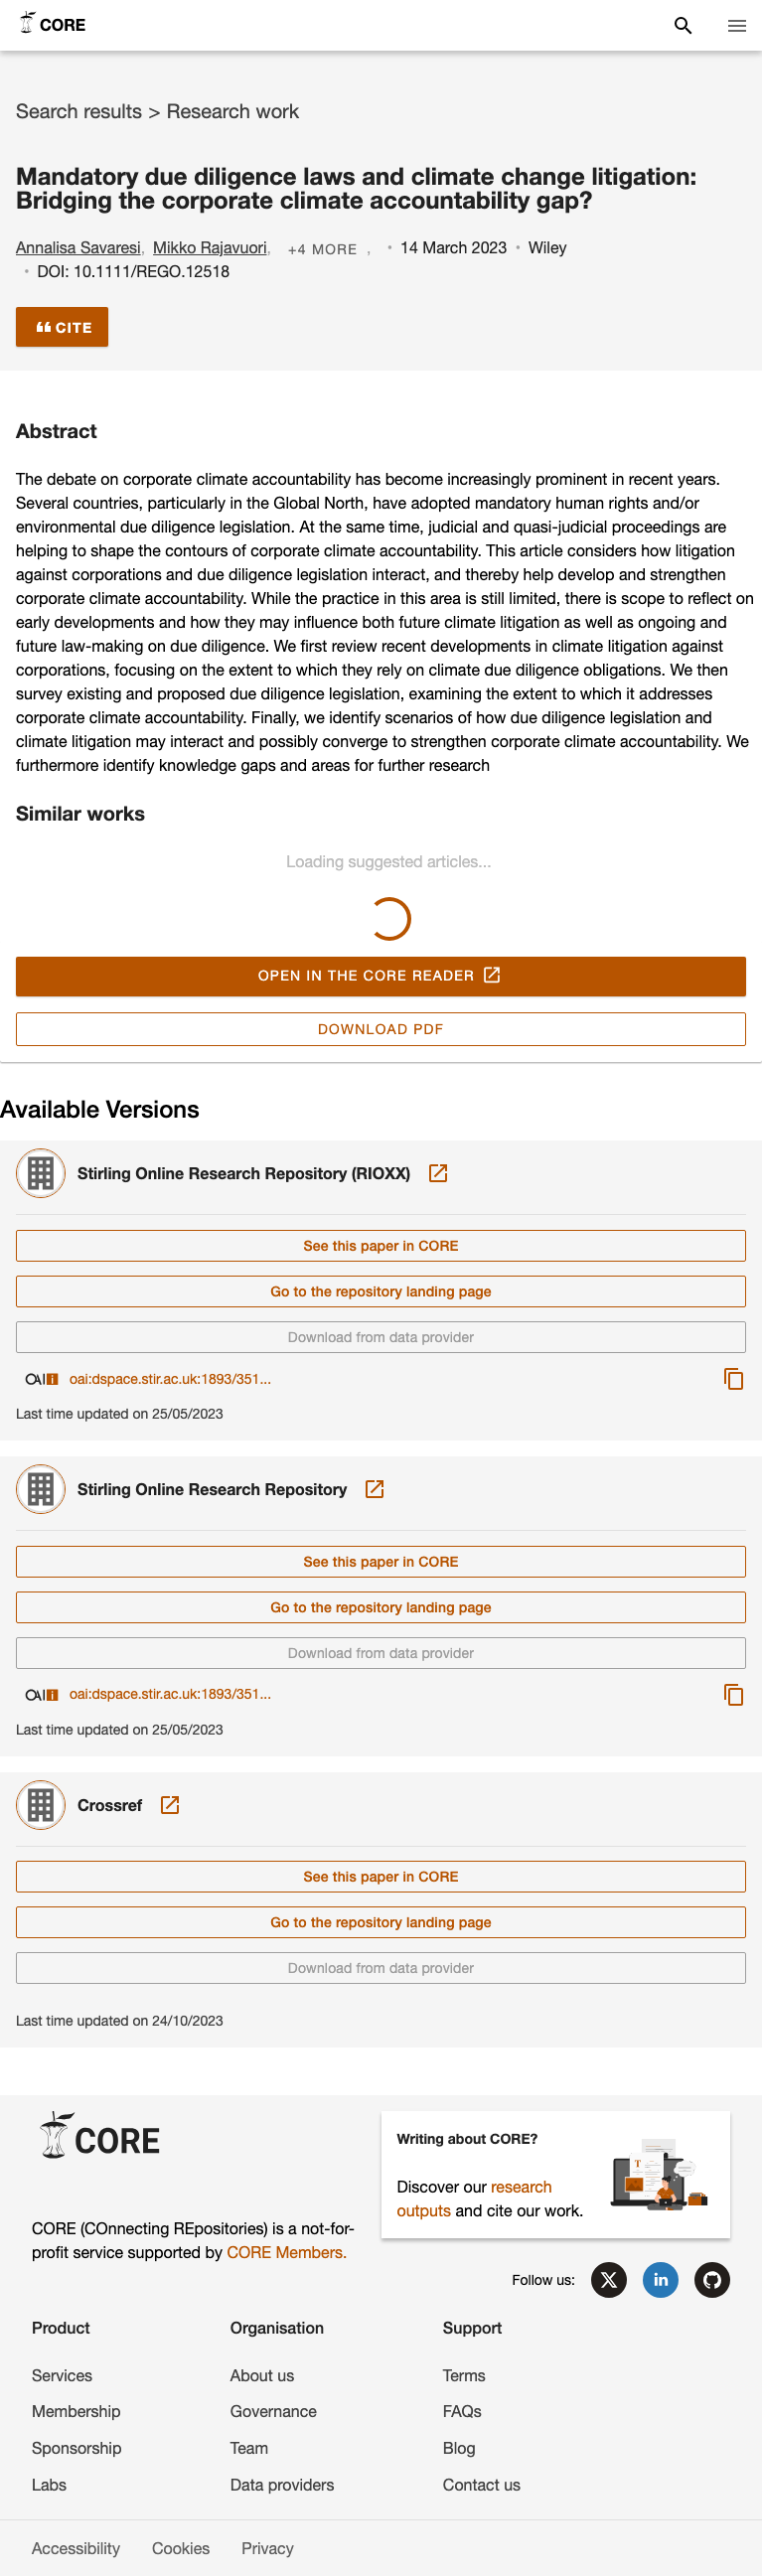 CORE
Search results > Research work
Mandatory due diligence laws and climate change litigation:
Bridging the corporate climate accountability gap?
Annalisa Savaresi, Mikko Rajavuori, +4 MORE , • 14 March 2023 • Wiley
• DOI: 10.1111/REGO.12518
CITE
Abstract
The debate on corporate climate accountability has become increasingly prominent in recent years.
Several countries, particularly in the Global North, have adopted mandatory human rights and/or
environmental due diligence legislation. At the same time, judicial and quasi-judicial proceedings are
helping to shape the contours of corporate climate accountability. This article considers how litigation
against corporations and due diligence legislation interact, and thereby help develop and strengthen
corporate climate accountability. While the practice in this area is still limited, there is scope to reflect on
early developments and how they may influence both future climate litigation as well as ongoing and
future law-making on due diligence. We first review recent developments in climate litigation against
corporations, focusing on the extent to which they rely on climate due diligence obligations. We then
survey existing and proposed due diligence legislation, examining the extent to which it addresses
corporate climate accountability. Finally, we identify scenarios of how due diligence legislation and
climate litigation may interact and possibly converge to strengthen corporate climate accountability. We
furthermore identify knowledge gaps and areas for further research
Similar works
Loading suggested articles...
OPEN IN THE CORE READER
DOWNLOAD PDF
Available Versions
Stirling Online Research Repository (RIOXX)
See this paper in CORE
Go to the repository landing page
Download from data provider
OAI oai:dspace.stir.ac.uk:1893/351...
Last time updated on 25/05/2023
Stirling Online Research Repository
See this paper in CORE
Go to the repository landing page
Download from data provider
OAI oai:dspace.stir.ac.uk:1893/351...
Last time updated on 25/05/2023
Crossref
See this paper in CORE
Go to the repository landing page
Download from data provider
Last time updated on 24/10/2023
CORE
CORE (COnnecting REpositories) is a not-for-
profit service supported by CORE Members.
Writing about CORE?
Discover our research
outputs and cite our work.
Follow us:
Product
Services
Membership
Sponsorship
Labs
Organisation
About us
Governance
Team
Data providers
Support
Terms
FAQs
Blog
Contact us
Accessibility Cookies Privacy